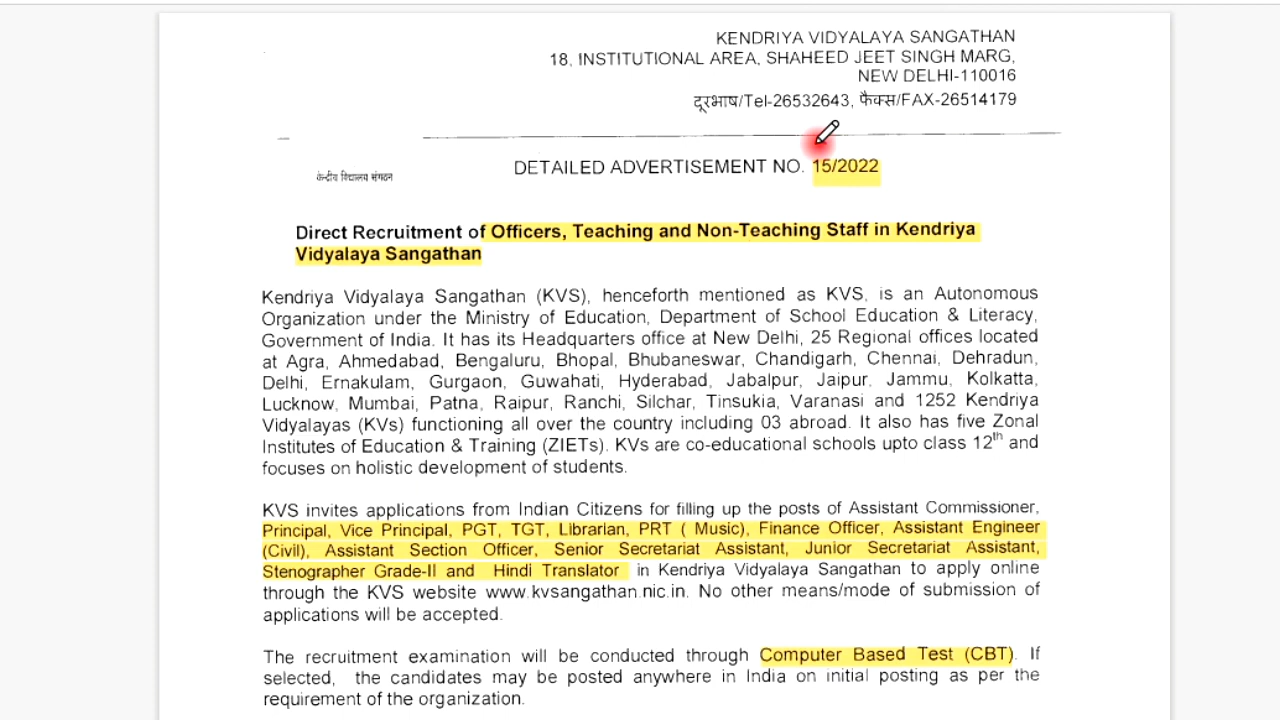 KENDRIYA VIDYALAYA SANGATHAN
18, INSTITUTIONAL AREA, SHAHEED JEET SINGH MARG,
NEW DELHI-110016
दूरभाष/Tel-26532643, फैक्स/FAX-26514179
केन्द्रीय विद्यालय संगठन
DETAILED ADVERTISEMENT NO. 15/2022
Direct Recruitment of Officers, Teaching and Non-Teaching Staff in Kendriya
Vidyalaya Sangathan
Kendriya Vidyalaya Sangathan (KVS), henceforth mentioned as KVS, is an Autonomous
Organization under the Ministry of Education, Department of School Education & Literacy,
Government of India. It has its Headquarters office at New Delhi, 25 Regional offices located
at Agra, Ahmedabad, Bengaluru, Bhopal, Bhubaneswar, Chandigarh, Chennai, Dehradun,
Delhi, Ernakulam, Gurgaon, Guwahati, Hyderabad, Jabalpur, Jaipur, Jammu, Kolkatta,
Lucknow, Mumbai, Patna, Raipur, Ranchi, Silchar, Tinsukia, Varanasi and 1252 Kendriya
Vidyalayas (KVs) functioning all over the country including 03 abroad. It also has five Zonal
Institutes of Education & Training (ZIETs). KVs are co-educational schools upto class 12th and
focuses on holistic development of students.
KVS invites applications from Indian Citizens for filling up the posts of Assistant Commissioner,
Principal, Vice Principal, PGT, TGT, Librarian, PRT ( Music), Finance Officer, Assistant Engineer
(Civil), Assistant Section Officer, Senior Secretariat Assistant, Junior Secretariat Assistant,
Stenographer Grade-II and Hindi Translator in Kendriya Vidyalaya Sangathan to apply online
through the KVS website www.kvsangathan.nic.in. No other means/mode of submission of
applications will be accepted.
The recruitment examination will be conducted through Computer Based Test (CBT). If
selected, the candidates may be posted anywhere in India on initial posting as per the
requirement of the organization.